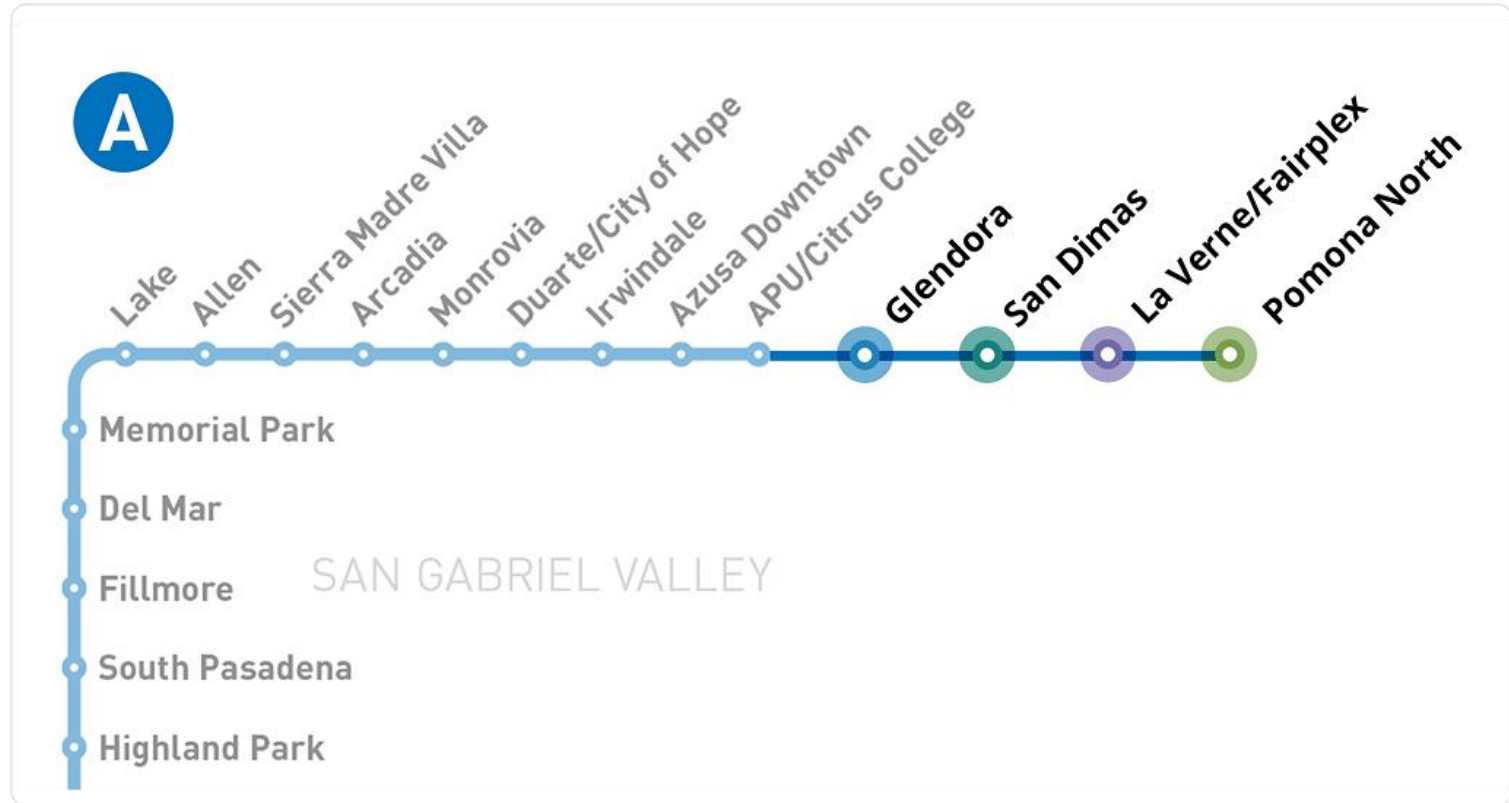 A
Lake
Allen
Sierra Madre Villa
Arcadia
Monrovia
Duarte/City of Hope
Irwindale
Azusa Downtown
APU/Citrus College
Glendora
San Dimas
La Verne/Fairplex
Pomona North
Memorial Park
Del Mar
Fillmore
SAN GABRIEL VALLEY
South Pasadena
Highland Park